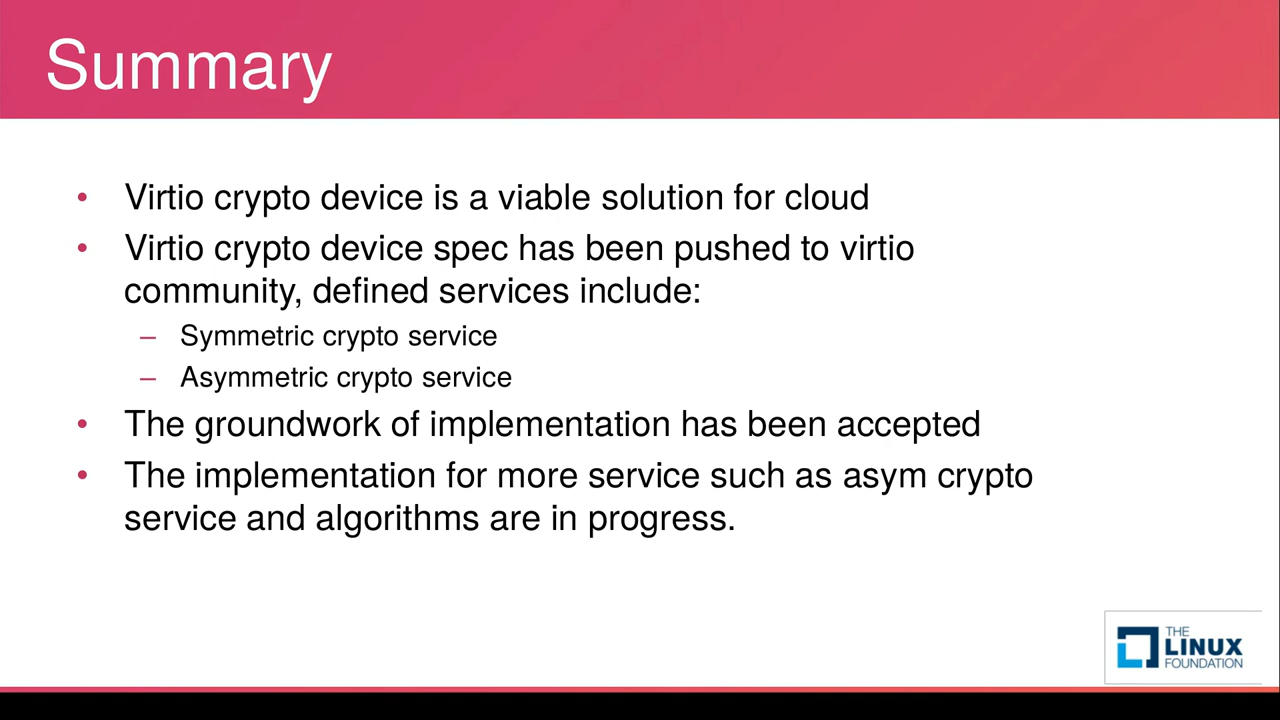 Summary
• Virtio crypto device is a viable solution for cloud
• Virtio crypto device spec has been pushed to virtio
community, defined services include:
– Symmetric crypto service
– Asymmetric crypto service
• The groundwork of implementation has been accepted
• The implementation for more service such as asym crypto
service and algorithms are in progress.
THE
LINUX
FOUNDATION